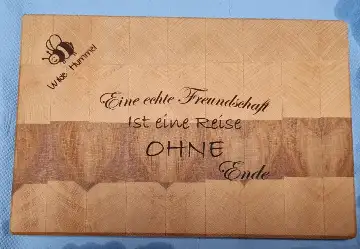 Wilde Hummel
Eine echte Freundschaft
Ist eine Reise
OHNE
Ende